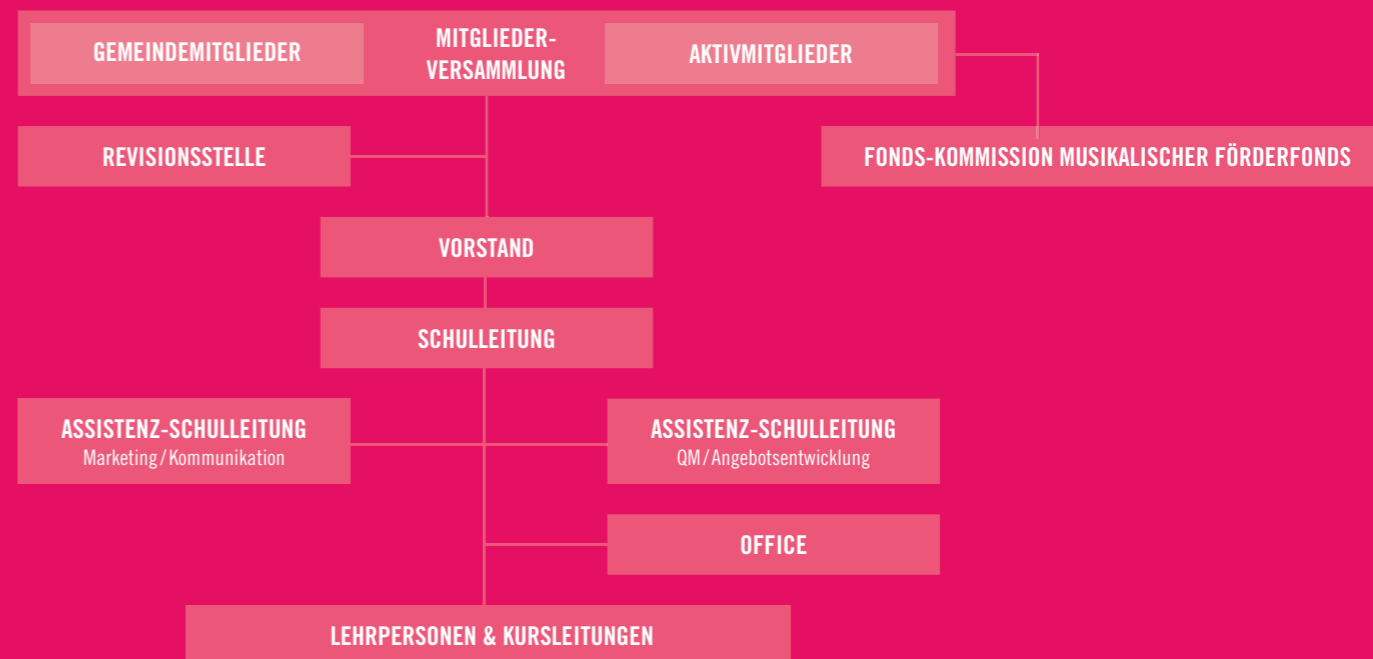 GEMEINDEMITGLIEDER
MITGLIEDER-
VERSAMMLUNG
AKTIVMITGLIEDER
REVISIONSSTELLE
FONDS-KOMMISSION MUSIKALISCHER FÖRDERFONDS
VORSTAND
SCHULLEITUNG
ASSISTENZ-SCHULLEITUNG
Marketing/Kommunikation
ASSISTENZ-SCHULLEITUNG
QM/Angebotsentwicklung
OFFICE
LEHRPERSONEN & KURSLEITUNGEN